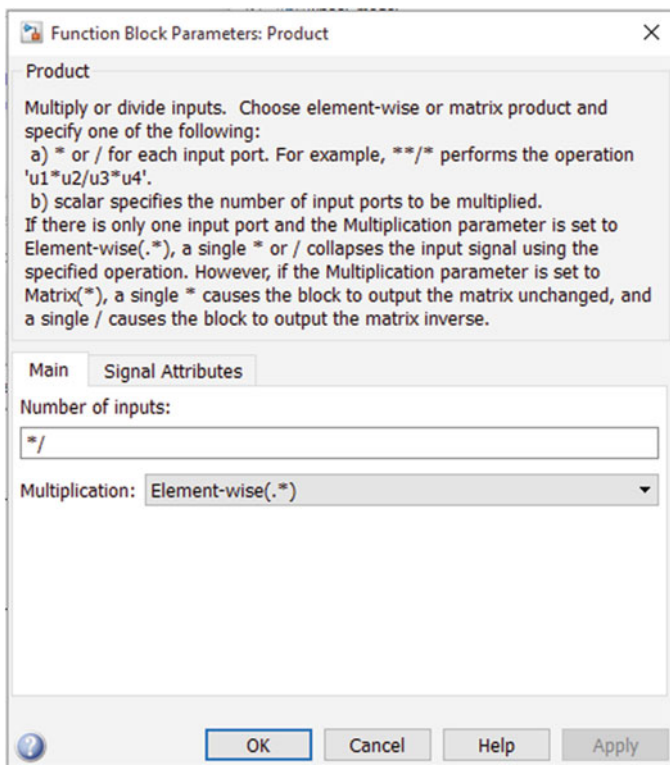 Function Block Parameters: Product
Product
Multiply or divide inputs.  Choose element-wise or matrix product and
specify one of the following:
a) * or / for each input port. For example, **/* performs the operation
'u1*u2/u3*u4'.
b) scalar specifies the number of input ports to be multiplied.
If there is only one input port and the Multiplication parameter is set to
Element-wise(.*), a single * or / collapses the input signal using the
specified operation. However, if the Multiplication parameter is set to
Matrix(*), a single * causes the block to output the matrix unchanged, and
a single / causes the block to output the matrix inverse.
Main Signal Attributes
Number of inputs:
*/
Multiplication: Element-wise(.*)
? OK Cancel Help Apply